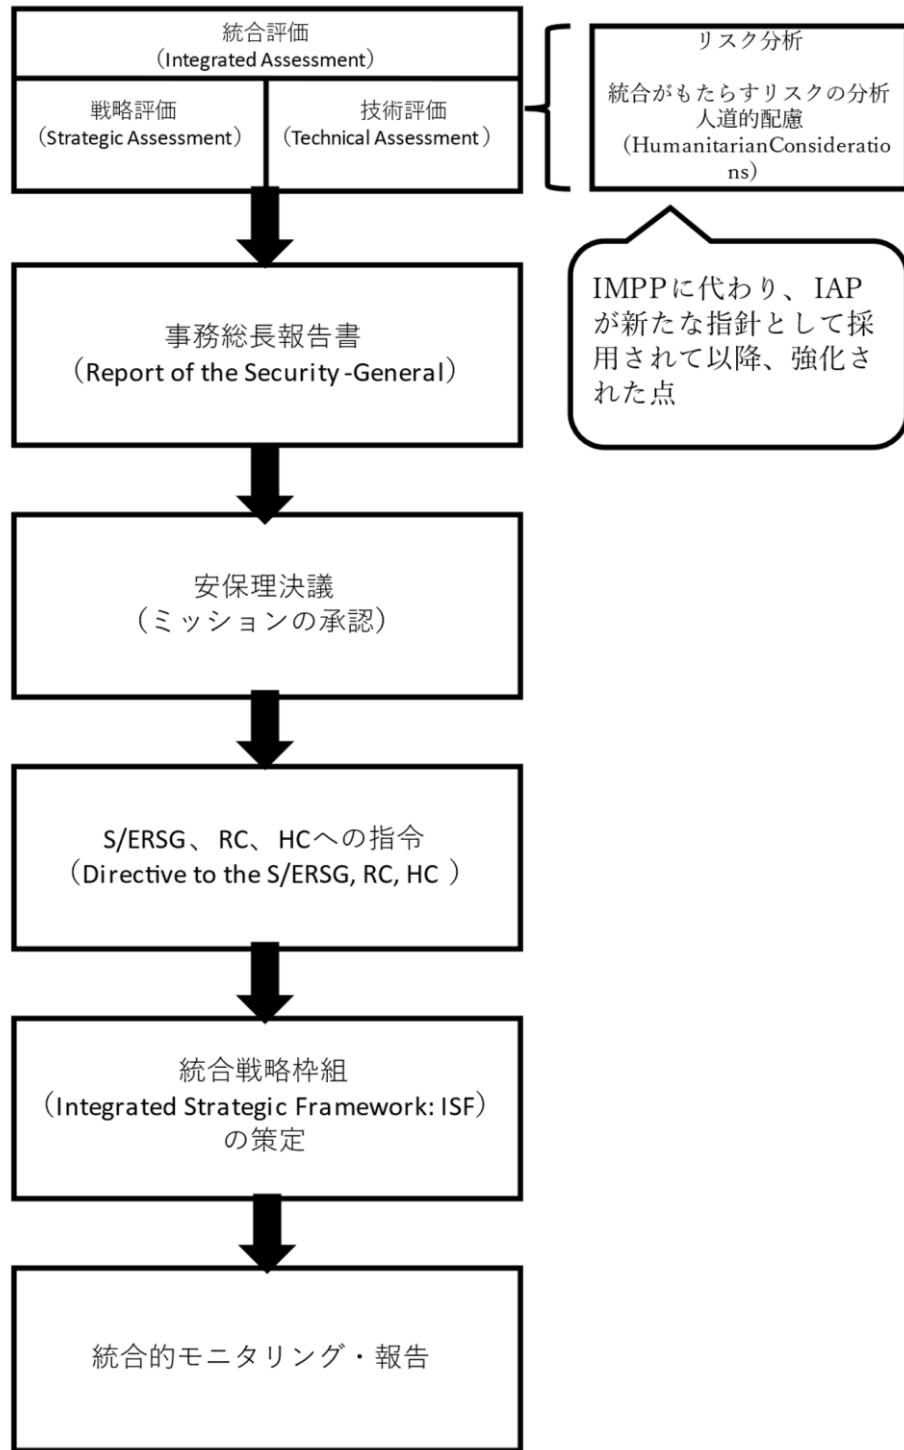 統合評価
(Integrated Assessment)
戦略評価
(Strategic Assessment)
技術評価
(Technical Assessment )
リスク分析
統合がもたらすリスクの分析
人道的配慮
（HumanitarianConsideratio
ns）
IMPPに代わり、IAP
が新たな指針として採
用されて以降、強化さ
れた点
事務総長報告書
（Report of the Security -General）
安保理決議
（ミッションの承認）
S/ERSG、RC、HCへの指令
（Directive to the S/ERSG, RC, HC ）
統合戦略枠組
（Integrated Strategic Framework: ISF）
の策定
統合的モニタリング・報告